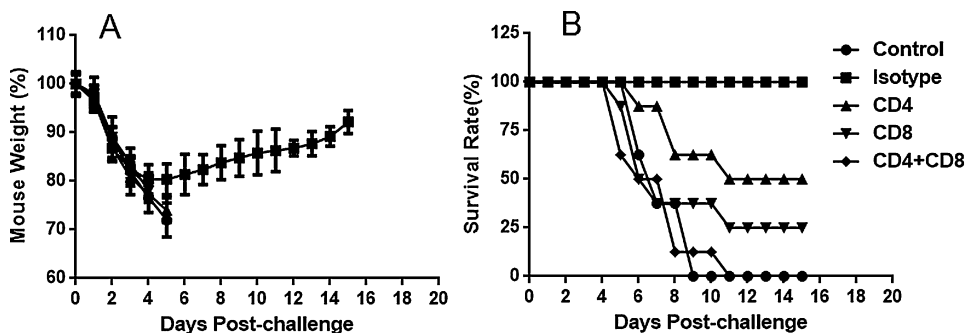 A
110
100
90
80
70
60
Mouse Weight (%)
0 2 4 6 8 10 12 14 16 18 20
Days Post-challenge
B
125
100
75
50
25
0
Survival Rate(%)
0 2 4 6 8 10 12 14 16 18 20
Days Post-challenge
Control
Isotype
CD4
CD8
CD4+CD8